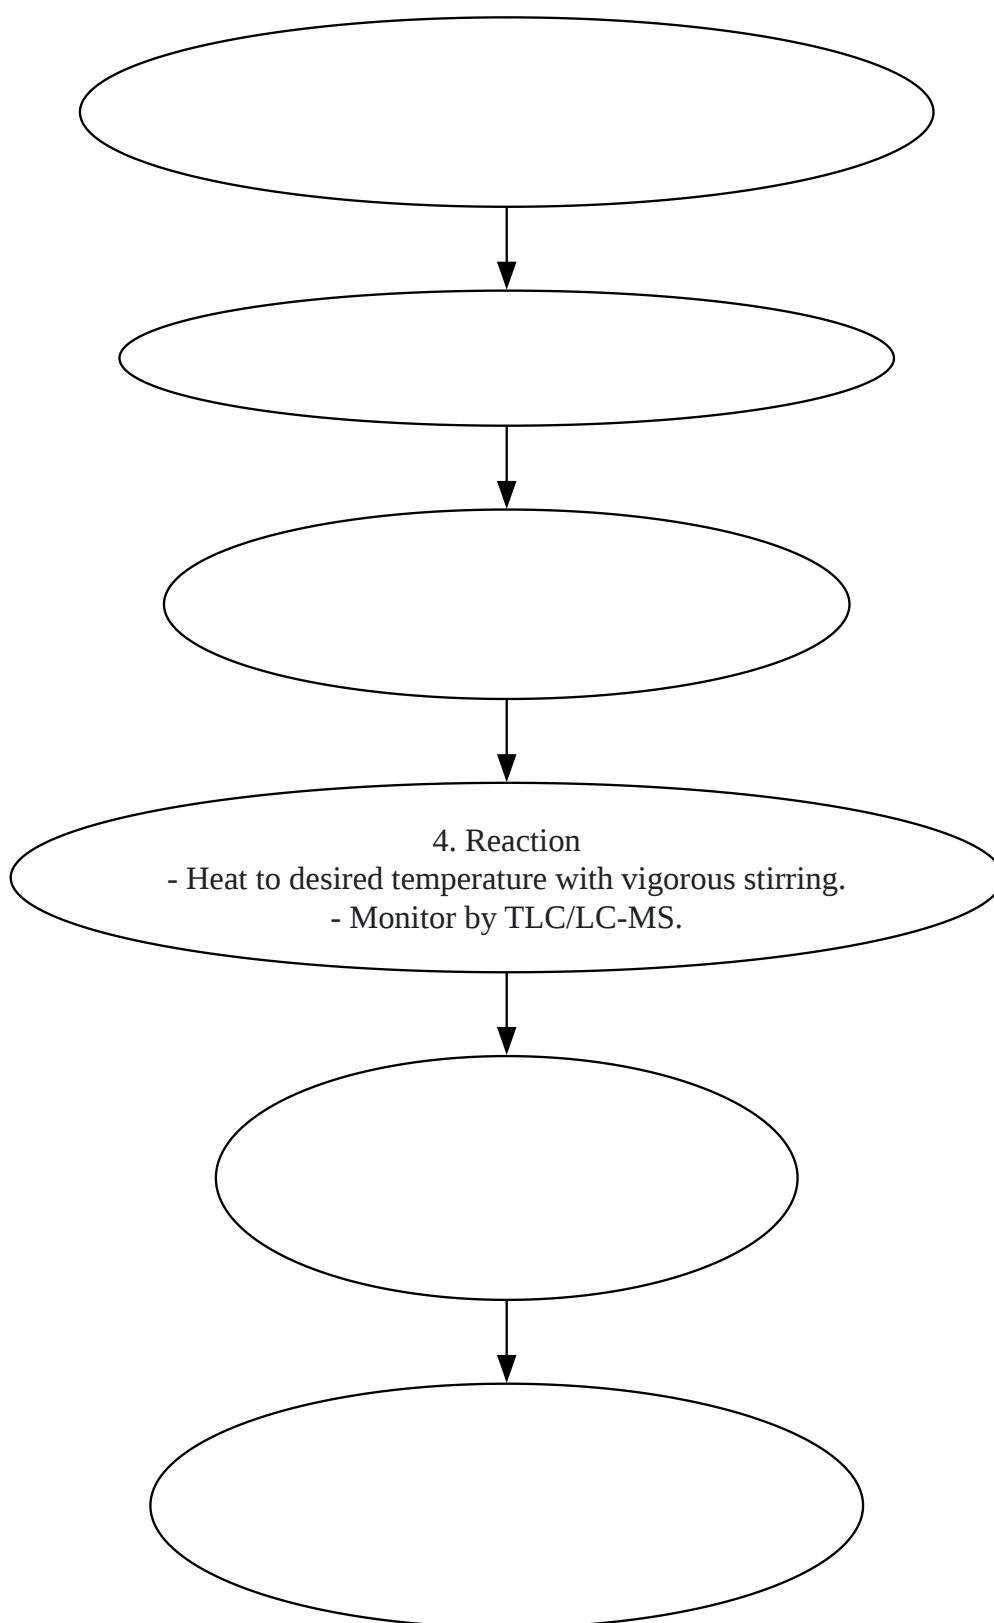 4. Reaction
- Heat to desired temperature with vigorous stirring.
- Monitor by TLC/LC-MS.